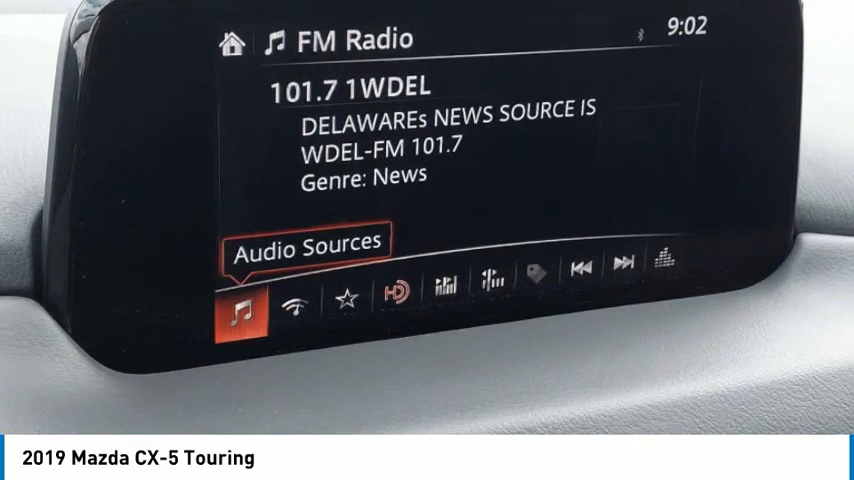 FM Radio
9:02
101.7 1WDEL
DELAWAREs NEWS SOURCE IS
WDEL-FM 101.7
Genre: News
Audio Sources
HD
2019 Mazda CX-5 Touring